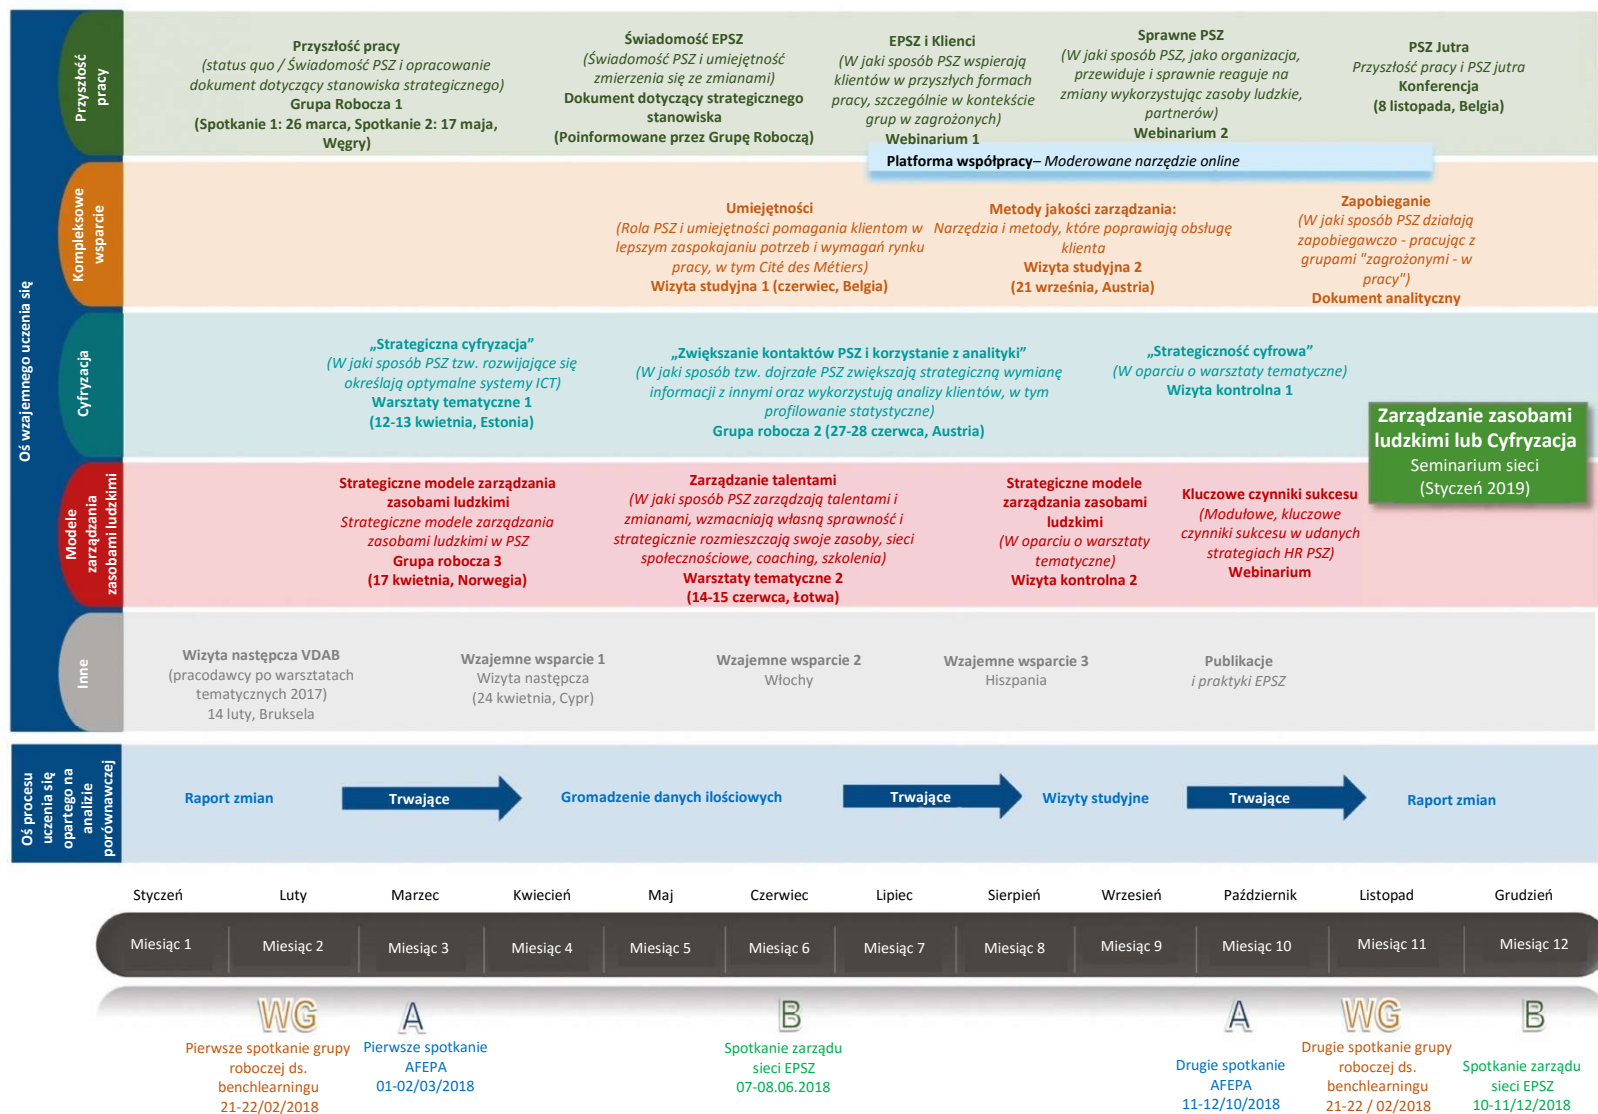 Oś wzajemnego uczenia się
Przyszłość
pracy
Przyszłość pracy
(status quo / Świadomość PSZ i opracowanie
dokument dotyczący stanowiska strategicznego)
Grupa Robocza 1
(Spotkanie 1: 26 marca, Spotkanie 2: 17 maja,
Węgry)
Świadomość EPSZ
(Świadomość PSZ i umiejętność
zmierzenia się ze zmianami)
Dokument dotyczący strategicznego
stanowiska
(Poinformowane przez Grupę Roboczą)
EPSZ i Klienci
(W jaki sposób PSZ wspierają
klientów w przyszłych formach
pracy, szczególnie w kontekście
grup w zagrożonych)
Webinarium 1
Sprawne PSZ
(W jaki sposób PSZ, jako organizacja,
przewiduje i sprawnie reaguje na
zmiany wykorzystując zasoby ludzkie,
partnerów)
Webinarium 2
PSZ Jutra
Przyszłość pracy i PSZ jutra
Konferencja
(8 listopada, Belgia)
Platforma współpracy– Moderowane narzędzie online
Kompleksowe
wsparcie
Umiejętności
(Rola PSZ i umiejętności pomagania klientom w
lepszym zaspokajaniu potrzeb i wymagań rynku
pracy, w tym Cité des Métiers)
Wizyta studyjna 1 (czerwiec, Belgia)
Metody jakości zarządzania:
Narzędzia i metody, które poprawiają obsługę
klienta
Wizyta studyjna 2
(21 września, Austria)
Zapobieganie
(W jaki sposób PSZ działają
zapobiegawczo - pracując z
grupami "zagrożonymi - w
pracy")
Dokument analityczny
Cyfryzacja
„Strategiczna cyfryzacja”
(W jaki sposób PSZ tzw. rozwijające się
określają optymalne systemy ICT)
Warsztaty tematyczne 1
(12-13 kwietnia, Estonia)
„Zwiększanie kontaktów PSZ i korzystanie z analityki”
(W jaki sposób tzw. dojrzałe PSZ zwiększają strategiczną wymianę
informacji z innymi oraz wykorzystują analizy klientów, w tym
profilowanie statystyczne)
Grupa robocza 2 (27-28 czerwca, Austria)
„Strategiczność cyfrowa”
(W oparciu o warsztaty tematyczne)
Wizyta kontrolna 1
Zarządzanie zasobami
ludzkimi lub Cyfryzacja
Seminarium sieci
(Styczeń 2019)
Modele
zarządzania
zasobami ludzkimi
Strategiczne modele zarządzania
zasobami ludzkimi
Strategiczne modele zarządzania
zasobami ludzkimi w PSZ
Grupa robocza 3
(17 kwietnia, Norwegia)
Zarządzanie talentami
(W jaki sposób PSZ zarządzają talentami i
zmianami, wzmacniają własną sprawność i
strategicznie rozmieszczają swoje zasoby, sieci
społecznościowe, coaching, szkolenia)
Warsztaty tematyczne 2
(14-15 czerwca, Łotwa)
Strategiczne modele
zarządzania zasobami
ludzkimi
(W oparciu o warsztaty
tematyczne)
Wizyta kontrolna 2
Kluczowe czynniki sukcesu
(Modułowe, kluczowe
czynniki sukcesu w udanych
strategiach HR PSZ)
Webinarium
Inne
Wizyta następcza VDAB
(pracodawcy po warsztatach
tematycznych 2017)
14 luty, Bruksela
Wzajemne wsparcie 1
Wizyta następcza
(24 kwietnia, Cypr)
Wzajemne wsparcie 2
Włochy
Wzajemne wsparcie 3
Hiszpania
Publikacje
i praktyki EPSZ
Oś procesu
uczenia się
opartego na
analizie
porównawczej
Raport zmian
Trwające
Gromadzenie danych ilościowych
Trwające
Wizyty studyjne
Trwające
Raport zmian
Styczeń
Luty
Marzec
Kwiecień
Maj
Czerwiec
Lipiec
Sierpień
Wrzesień
Październik
Listopad
Grudzień
Miesiąc 1
Miesiąc 2
Miesiąc 3
Miesiąc 4
Miesiąc 5
Miesiąc 6
Miesiąc 7
Miesiąc 8
Miesiąc 9
Miesiąc 10
Miesiąc 11
Miesiąc 12
WG
Pierwsze spotkanie grupy
roboczej ds.
benchlearningu
21-22/02/2018
A
Pierwsze spotkanie
AFEPA
01-02/03/2018
B
Spotkanie zarządu
sieci EPSZ
07-08.06.2018
A
Drugie spotkanie
AFEPA
11-12/10/2018
WG
Drugie spotkanie grupy
roboczej ds.
benchlearningu
21-22 / 02/2018
B
Spotkanie zarządu
sieci EPSZ
10-11/12/2018